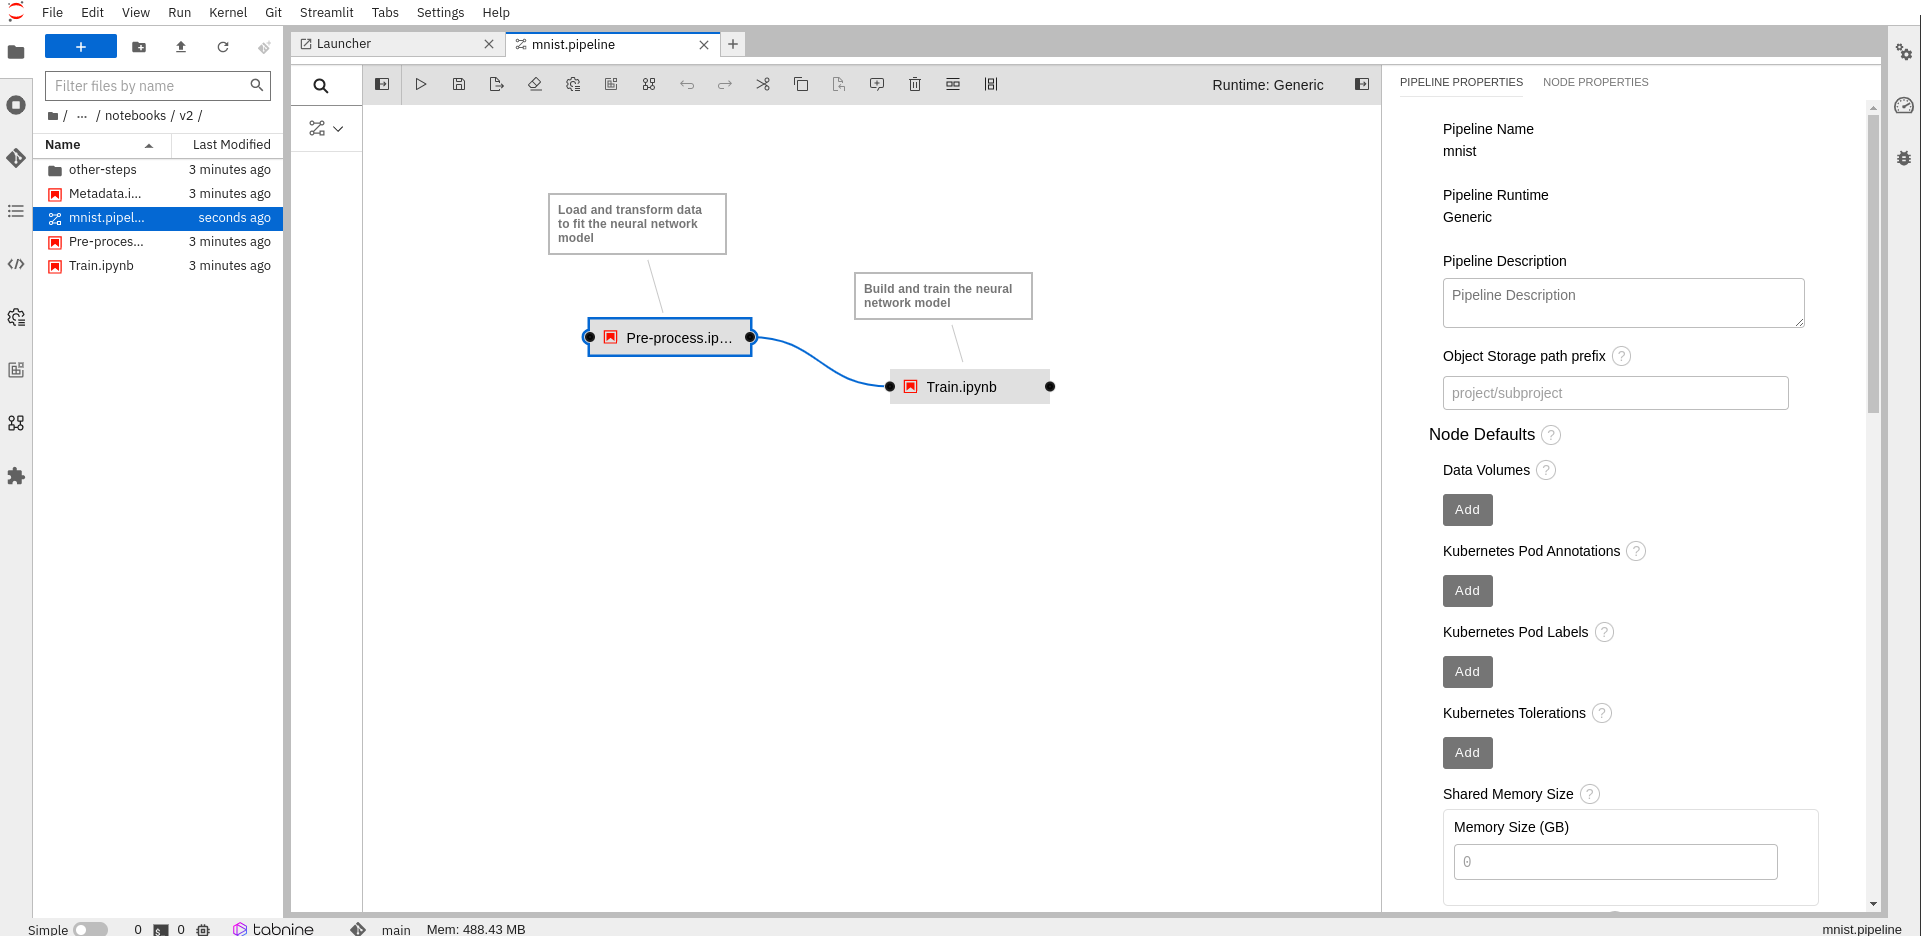 File Edit View Run Kernel Git Streamlit Tabs Settings Help
Launcher
mnist.pipeline
Filter files by name
/ ... / notebooks / v2 /
Name Last Modified
other-steps 3 minutes ago
Metadata.i... 3 minutes ago
mnist.pipel... seconds ago
Pre-proces... 3 minutes ago
Train.ipynb 3 minutes ago
Runtime: Generic
Load and transform data
to fit the neural network
model
Build and train the neural
network model
Pre-process.ip...
Train.ipynb
PIPELINE PROPERTIES NODE PROPERTIES
Pipeline Name
mnist
Pipeline Runtime
Generic
Pipeline Description
Pipeline Description
Object Storage path prefix ?
project/subproject
Node Defaults ?
Data Volumes ?
Add
Kubernetes Pod Annotations ?
Add
Kubernetes Pod Labels ?
Add
Kubernetes Tolerations ?
Add
Shared Memory Size ?
Memory Size (GB)
0
Simple 0 $_ 0 tabnine main Mem: 488.43 MB mnist.pipeline